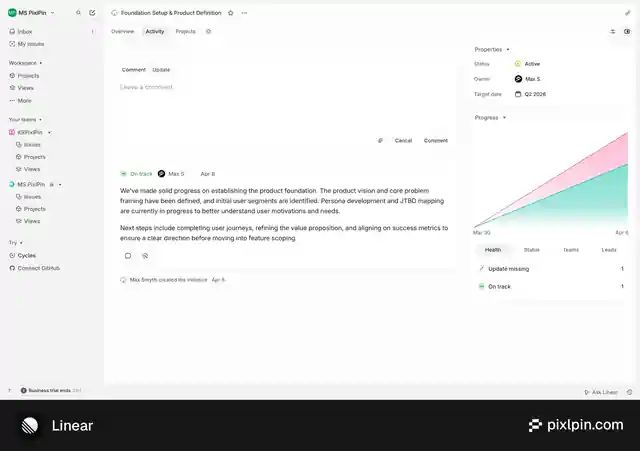 MS PixlPin
Inbox
My issues
Workspace
Projects
Views
More
Your teams
Issues
Projects
Views
MS PixlPin
Issues
Projects
Views
Try
Cycles
Connect GitHub
Business trial ends
Foundation Setup & Product Definition
Overview Activity Projects
Comment Update
Leave a comment
Cancel Comment
On track Max S Apr 8
We've made solid progress on establishing the product foundation. The product vision and core problem
framing have been defined, and initial user segments are identified. Persona development and JTBD mapping
are currently in progress to better understand user motivations and needs.
Next steps include completing user journeys, refining the value proposition, and aligning on success metrics to
ensure a clear direction before moving into feature scoping
Max Smyth created the initiative Apr 6
Properties
Status Active
Owner Max S
Target date Q2 2026
Progress
Mar 30 Apr 6
Health Status Teams Leads
Update missing 1
On track 1
Ask Linear
Linear
pixlpin.com